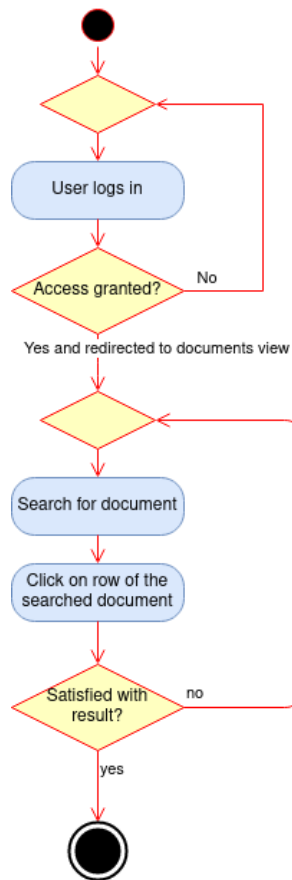 User logs in
Access granted?
No
Yes and redirected to documents view
Search for document
Click on row of the
searched document
Satisfied with
result?
no
yes